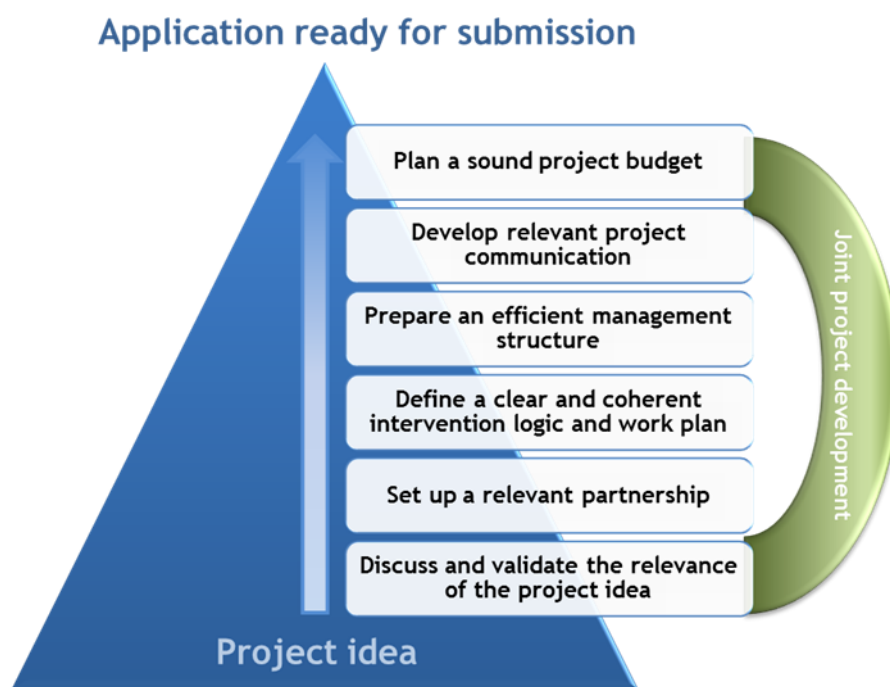 Application ready for submission
Plan a sound project budget
Develop relevant project
communication
Prepare an efficient management
structure
Define a clear and coherent
intervention logic and work plan
Set up a relevant partnership
Discuss and validate the relevance
of the project idea
Joint project development
Project idea